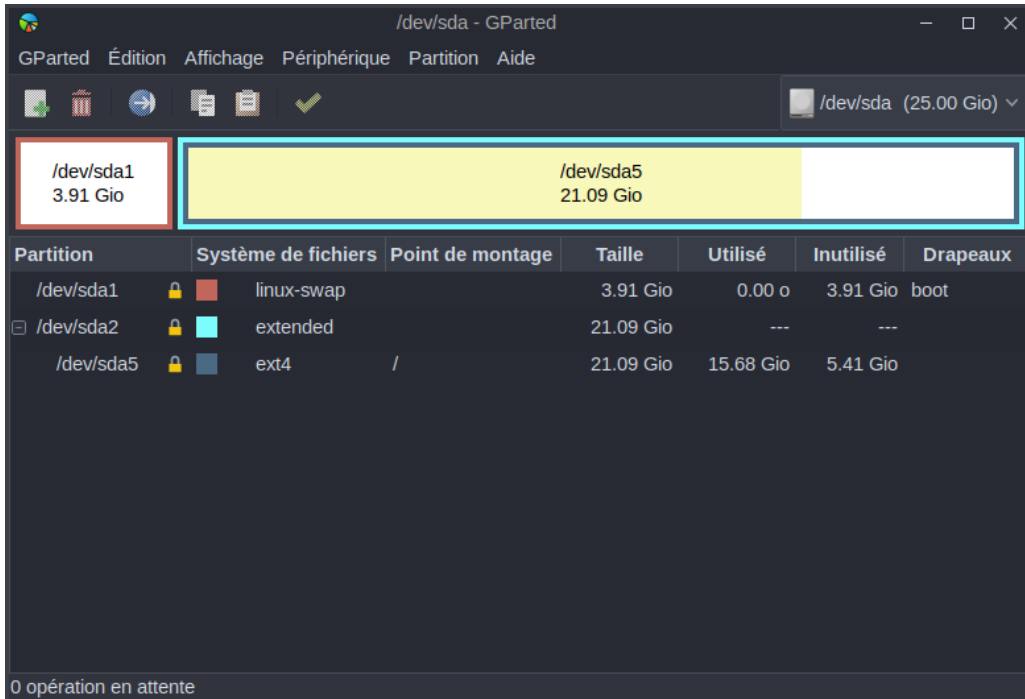 /dev/sda - GParted
GParted Édition Affichage Périphérique Partition Aide
/dev/sda (25.00 Gio)
/dev/sda1
3.91 Gio
/dev/sda5
21.09 Gio
Partition Système de fichiers Point de montage Taille Utilisé Inutilisé Drapeaux
/dev/sda1 linux-swap 3.91 Gio 0.00 o 3.91 Gio boot
/dev/sda2 extended 21.09 Gio --- ---
/dev/sda5 ext4 / 21.09 Gio 15.68 Gio 5.41 Gio
0 opération en attente